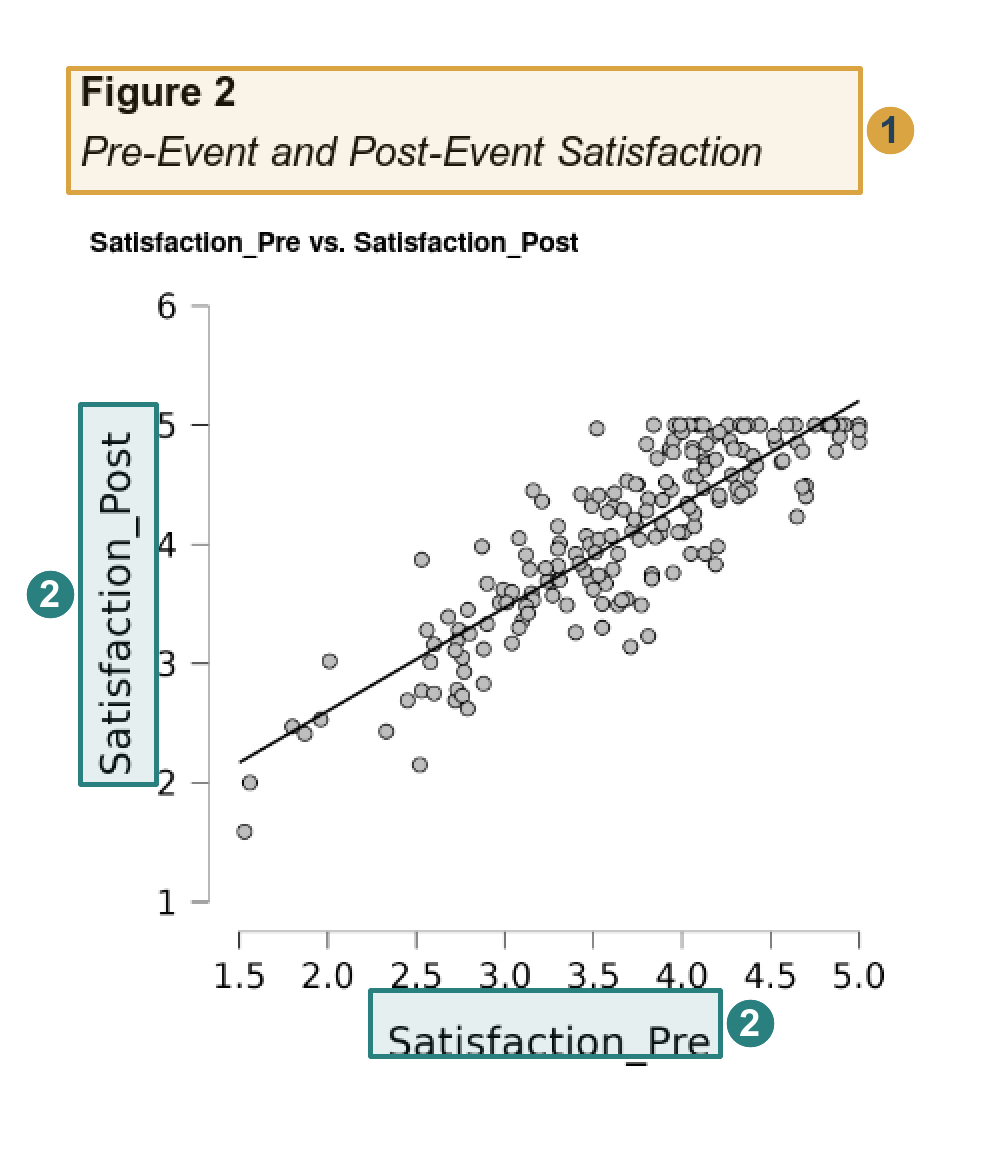 Figure 2
Pre-Event and Post-Event Satisfaction
1
Satisfaction_Pre vs. Satisfaction_Post
6
5
4
3
2
1
Satisfaction_Post
2
1.5 2.0 2.5 3.0 3.5 4.0 4.5 5.0
Satisfaction_Pre
2